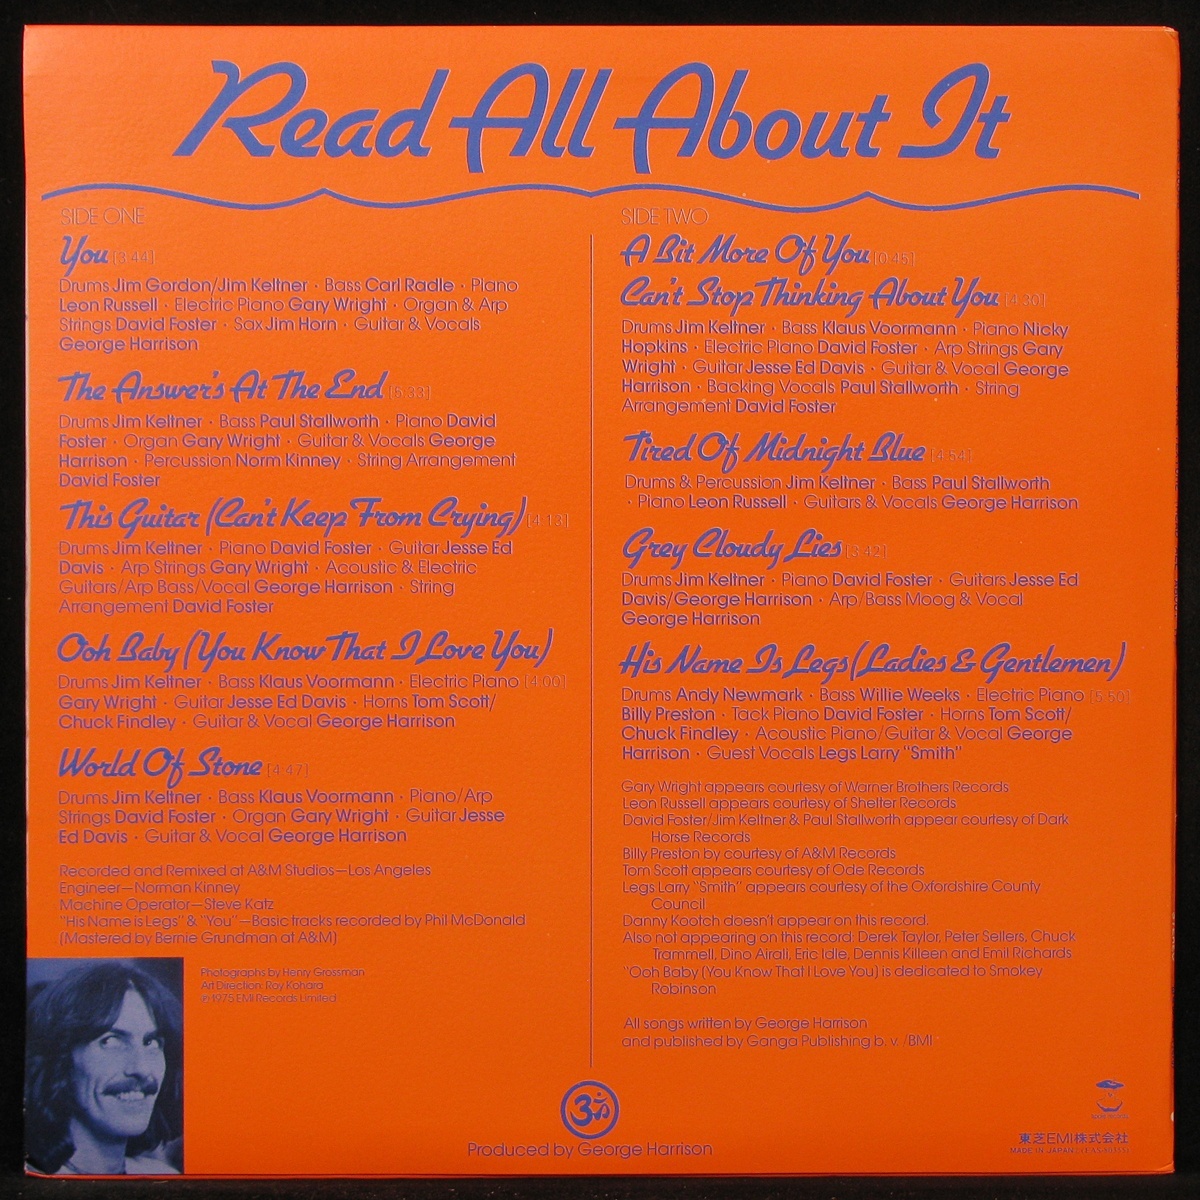 Read All About It
SIDE ONE
You [3:44]
Drums Jim Gordon/Jim Keltner · Bass Carl Radle · Piano
Leon Russell · Electric Piano Gary Wright · Organ & Arp
Strings David Foster · Sax Jim Horn · Guitar & Vocals
George Harrison
The Answer's At The End [5:33]
Drums Jim Keltner · Bass Paul Stallworth · Piano David
Foster · Organ Gary Wright · Guitar & Vocals George
Harrison · Percussion Norm Kinney · String Arrangement
David Foster
This Guitar (Can't Keep From Crying) [4:13]
Drums Jim Keltner · Piano David Foster · Guitar Jesse Ed
Davis · Arp Strings Gary Wright · Acoustic & Electric
Guitars/Arp Bass/Vocal George Harrison · String
Arrangement David Foster
Ooh Baby (You Know That I Love You)
Drums Jim Keltner · Bass Klaus Voormann · Electric Piano [4:00]
Gary Wright · Guitar Jesse Ed Davis · Horns Tom Scott/
Chuck Findley · Guitar & Vocal George Harrison
World Of Stone [4:47]
Drums Jim Keltner · Bass Klaus Voormann · Piano/Arp
Strings David Foster · Organ Gary Wright · Guitar Jesse
Ed Davis · Guitar & Vocal George Harrison
Recorded and Remixed at A&M Studios—Los Angeles
Engineer—Norman Kinney
Machine Operator—Steve Katz
"His Name is Legs" & "You"—Basic tracks recorded by Phil McDonald
(Mastered by Bernie Grundman at A&M)
Photographs by Henry Grossman
Art Direction: Roy Kohara
℗ 1975 EMI Records Limited
SIDE TWO
A Bit More Of You [0:45]
Can't Stop Thinking About You [4:30]
Drums Jim Keltner · Bass Klaus Voormann · Piano Nicky
Hopkins · Electric Piano David Foster · Arp Strings Gary
Wright · Guitar Jesse Ed Davis · Guitar & Vocal George
Harrison · Backing Vocals Paul Stallworth · String
Arrangement David Foster
Tired Of Midnight Blue [4:54]
Drums & Percussion Jim Keltner · Bass Paul Stallworth
· Piano Leon Russell · Guitars & Vocals George Harrison
Grey Cloudy Lies [3:42]
Drums Jim Keltner · Piano David Foster · Guitars Jesse Ed
Davis/George Harrison · Arp/Bass Moog & Vocal
George Harrison
His Name Is Legs (Ladies & Gentlemen)
Drums Andy Newmark · Bass Willie Weeks · Electric Piano [5:50]
Billy Preston · Tack Piano David Foster · Horns Tom Scott/
Chuck Findley · Acoustic Piano/Guitar & Vocal George
Harrison · Guest Vocals Legs Larry "Smith"
Gary Wright appears courtesy of Warner Brothers Records
Leon Russell appears courtesy of Shelter Records
David Foster/Jim Keltner & Paul Stallworth appear courtesy of Dark
Horse Records
Billy Preston by courtesy of A&M Records
Tom Scott appears courtesy of Ode Records
Legs Larry "Smith" appears courtesy of the Oxfordshire County
Council
Danny Kootch doesn't appear on this record.
Also not appearing on this record: Derek Taylor, Peter Sellers, Chuck
Trammell, Dino Airali, Eric Idle, Dennis Killeen and Emil Richards
"Ooh Baby (You Know That I Love You) is dedicated to Smokey
Robinson
All songs written by George Harrison
and published by Ganga Publishing b. v. /BMI
ॐ
Produced by George Harrison
東芝EMI株式会社
MADE IN JAPAN